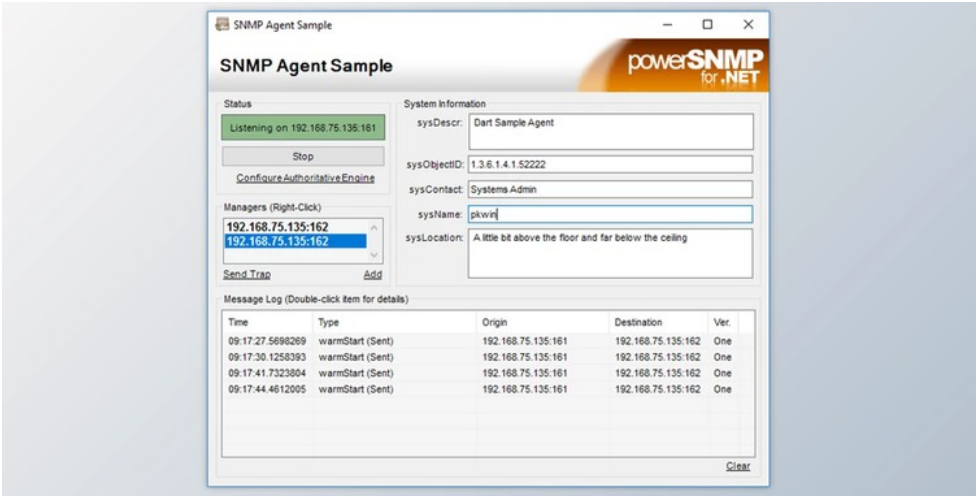 SNMP Agent Sample
SNMP Agent Sample
powerSNMP
for .NET
Status
Listening on 192.168.75.135:161
Stop
Configure Authoritative Engine
Managers (Right-Click)
192.168.75.135:162
192.168.75.135:162
Send Trap Add
System Information
sysDescr: Dart Sample Agent
sysObjectID: 1.3.6.1.4.1.52222
sysContact: Systems Admin
sysName: pkwin
sysLocation: A little bit above the floor and far below the ceiling
Message Log (Double-click item for details)
Time Type Origin Destination Ver.
09:17:27.5698269 warmStart (Sent) 192.168.75.135:161 192.168.75.135:162 One
09:17:30.1258393 warmStart (Sent) 192.168.75.135:161 192.168.75.135:162 One
09:17:41.7323804 warmStart (Sent) 192.168.75.135:161 192.168.75.135:162 One
09:17:44.4612005 warmStart (Sent) 192.168.75.135:161 192.168.75.135:162 One
Clear